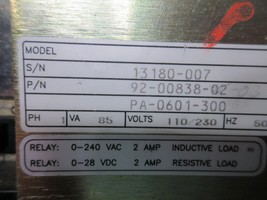 MODEL
S/N 13180-007
P/N 92-00838-02
PA-0601-300
PH 1 VA 85 VOLTS 110/230 HZ 50
RELAY: 0-240 VAC 2 AMP INDUCTIVE LOAD
RELAY: 0-28 VDC 2 AMP RESISTIVE LOAD